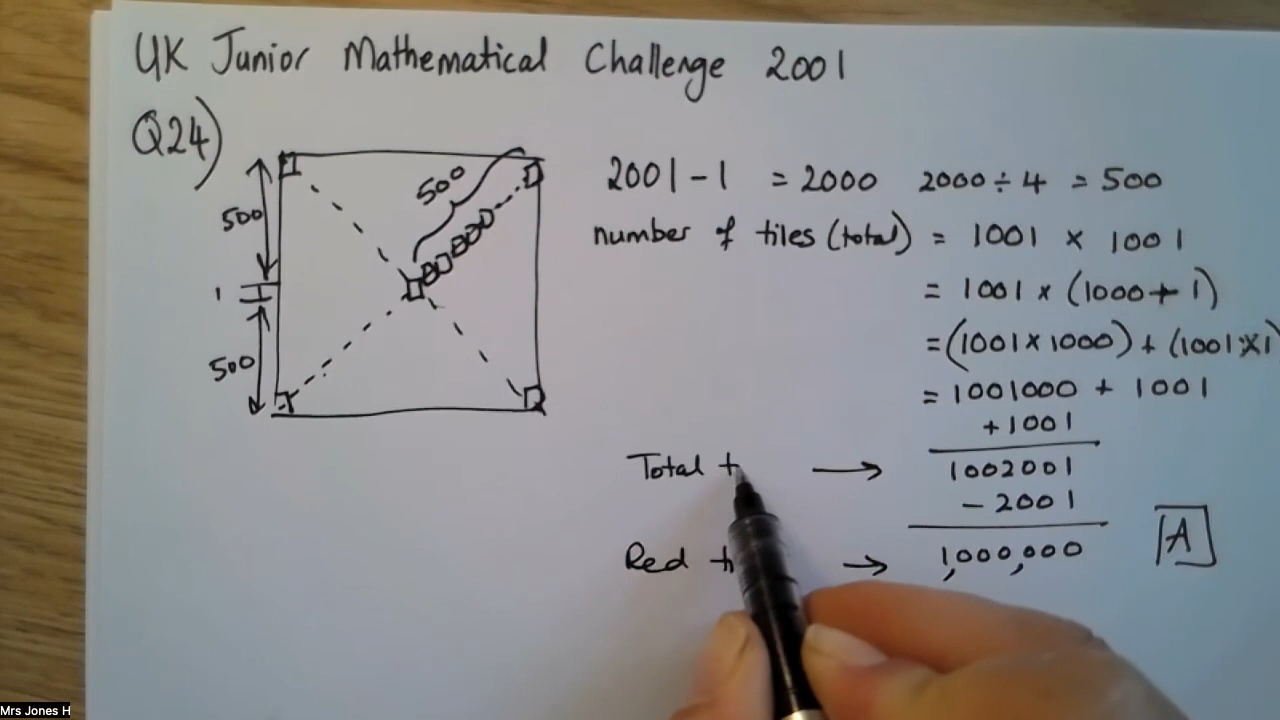 UK Junior Mathematical Challenge 2001
Q24)
500
500
1
500
2001 - 1 = 2000 2000 ÷ 4 = 500
number of tiles (total) = 1001 x 1001
= 1001 x (1000 + 1)
= (1001 x 1000) + (1001 x 1
= 1001000 + 1001
+ 1001
Total t → 1002001
- 2001
Red → 1,000,000
A
Mrs Jones H